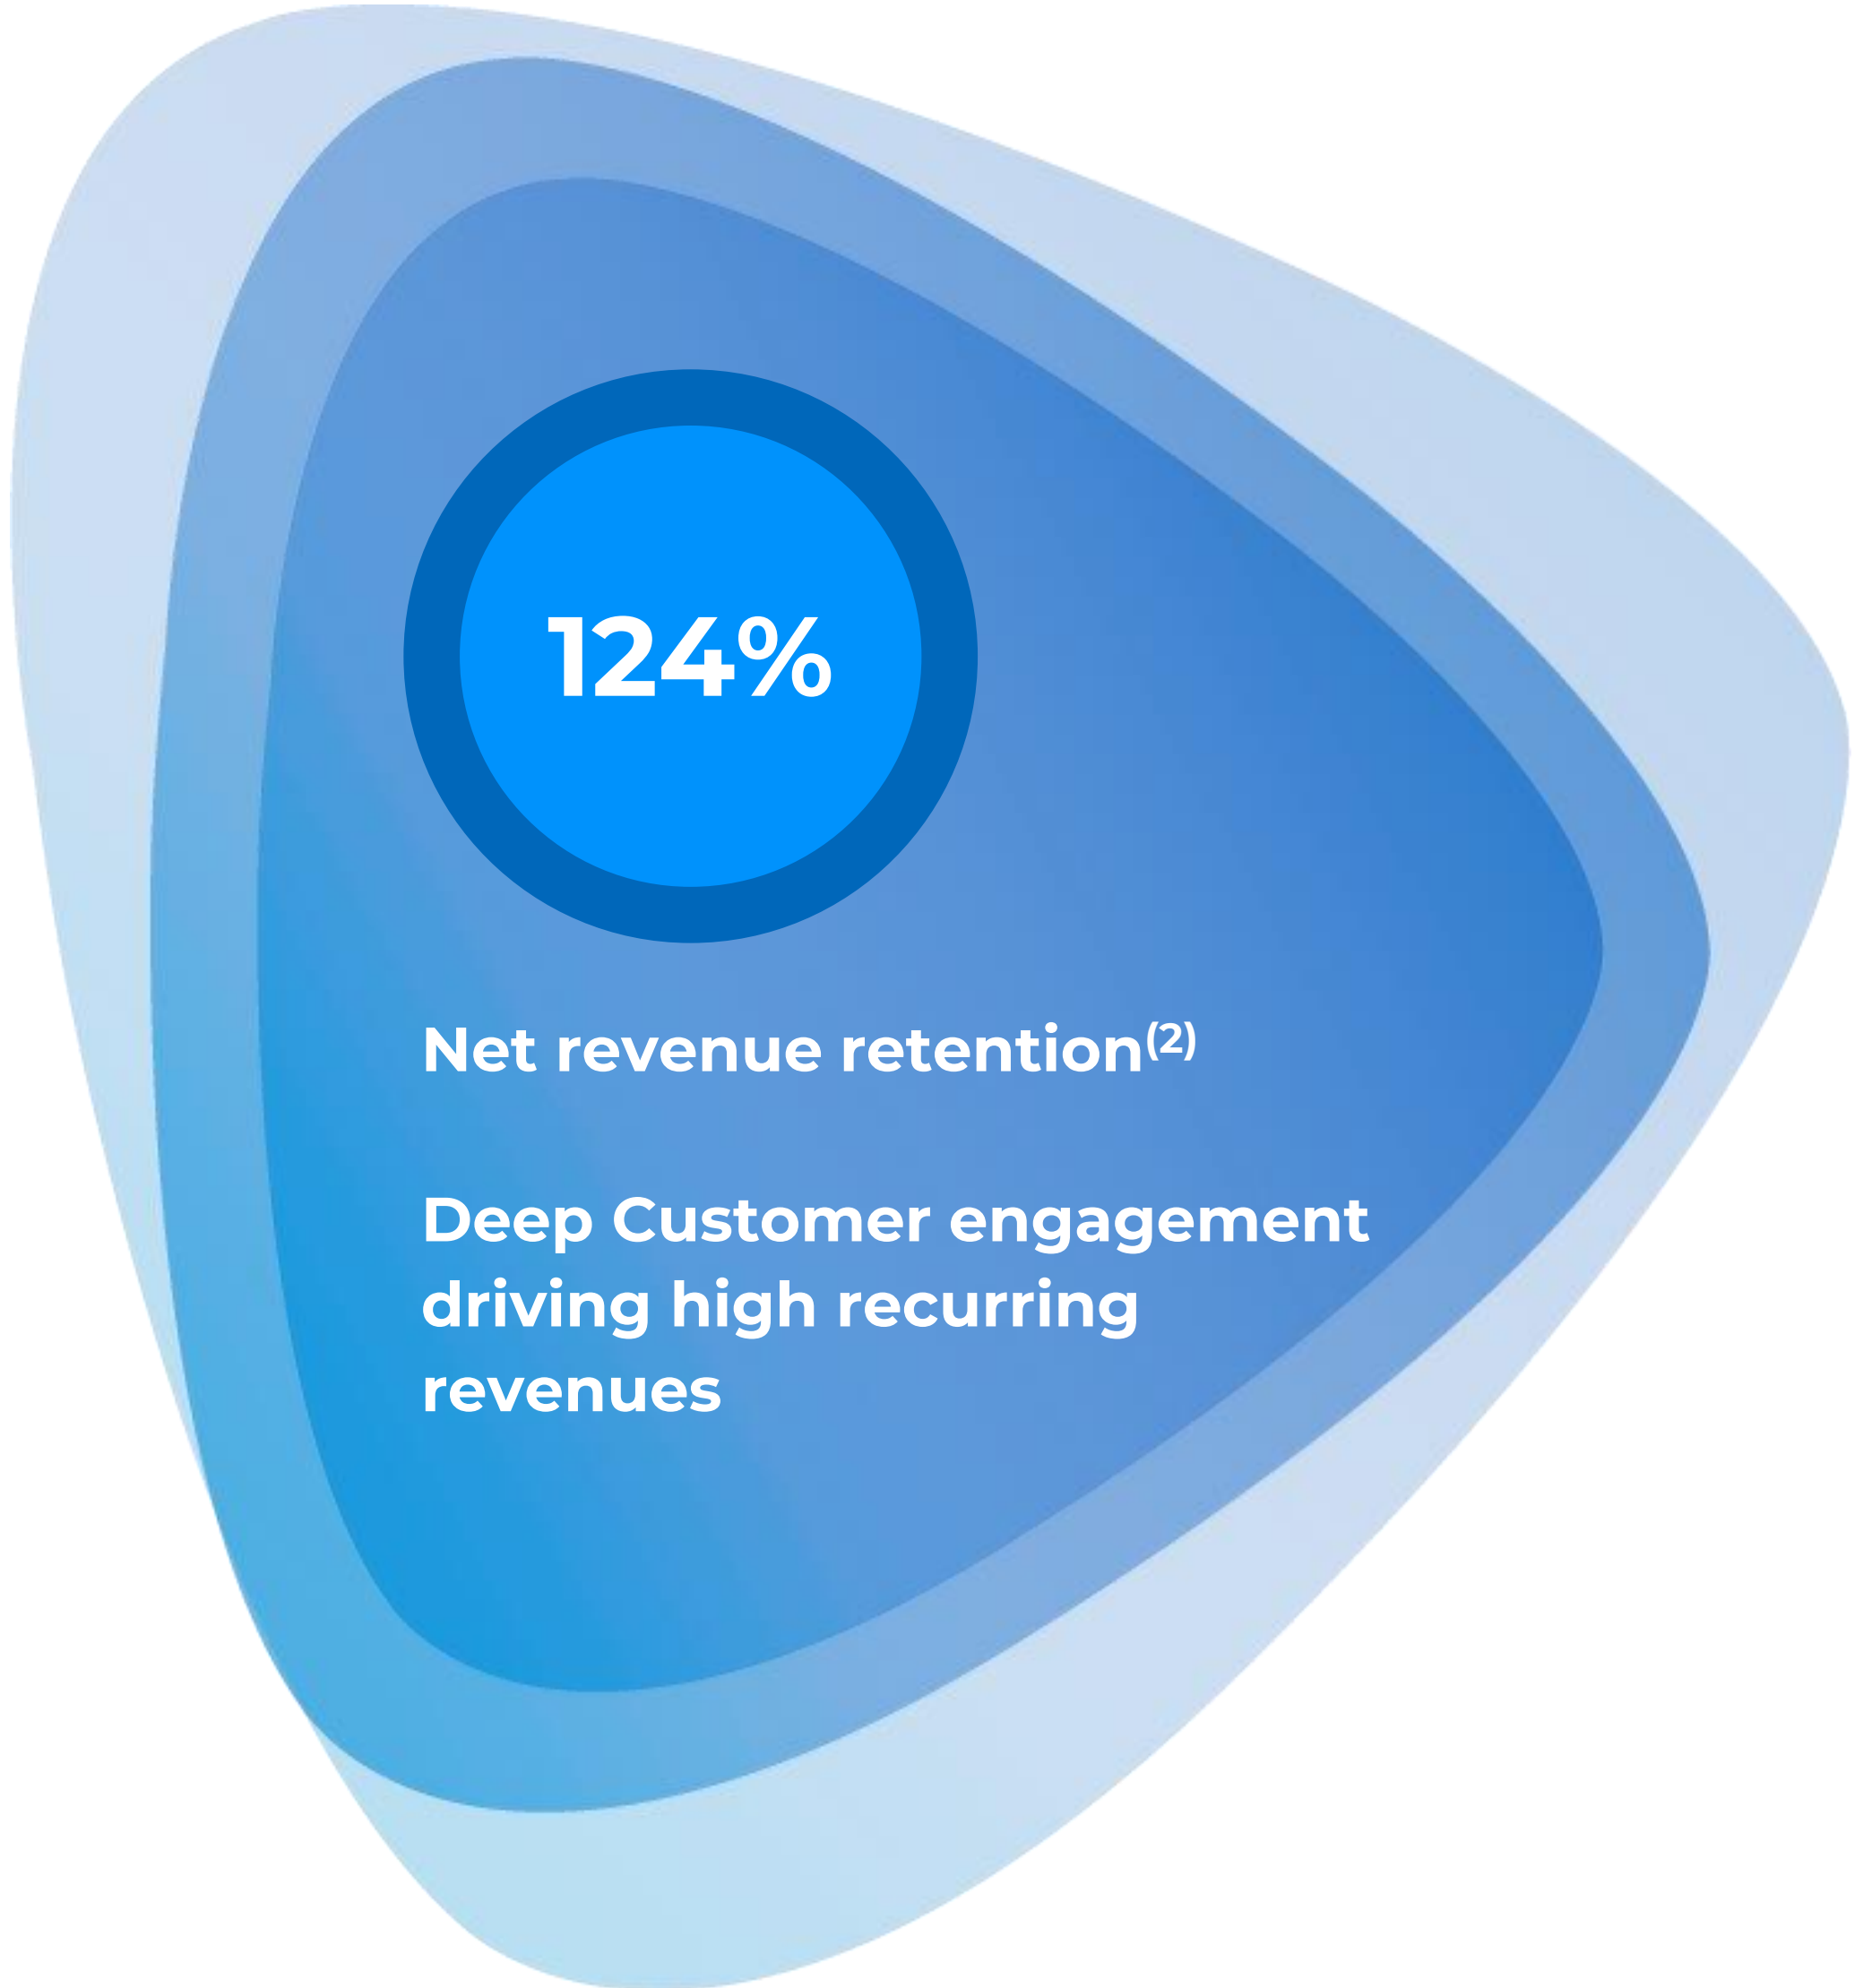 124%
Net revenue retention(2)
Deep Customer engagement
driving high recurring
revenues